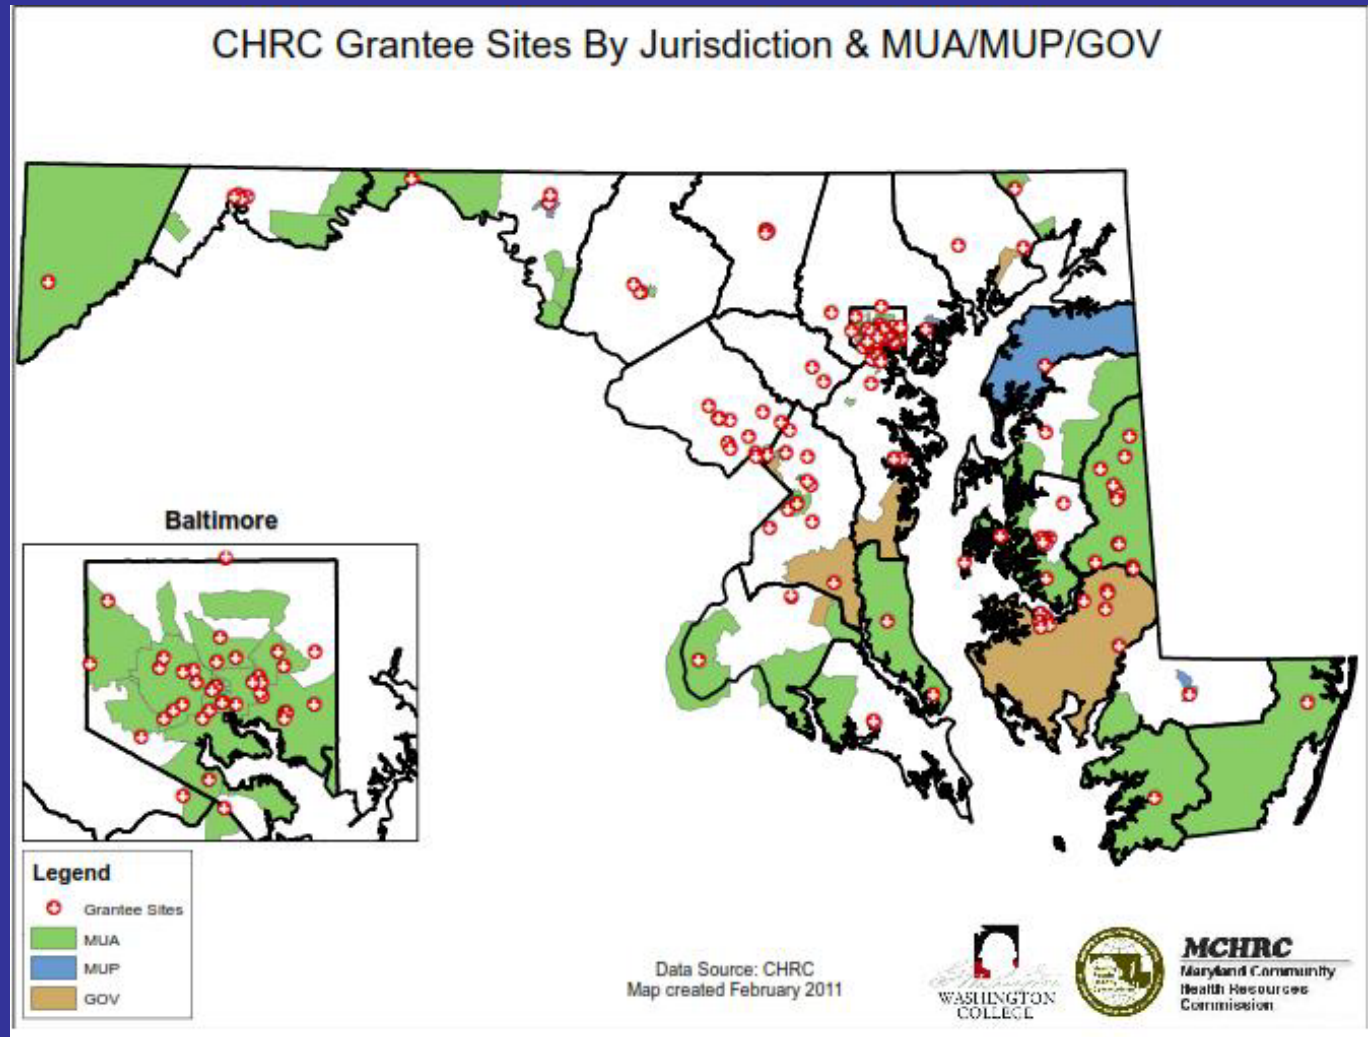 CHRC Grantee Sites By Jurisdiction & MUA/MUP/GOV
Baltimore
Legend
Grantee Sites
MUA
MUP
GOV
Data Source: CHRC
Map created February 2011
WASHINGTON
COLLEGE
MCHRC
Maryland Community
Health Resources
Commission